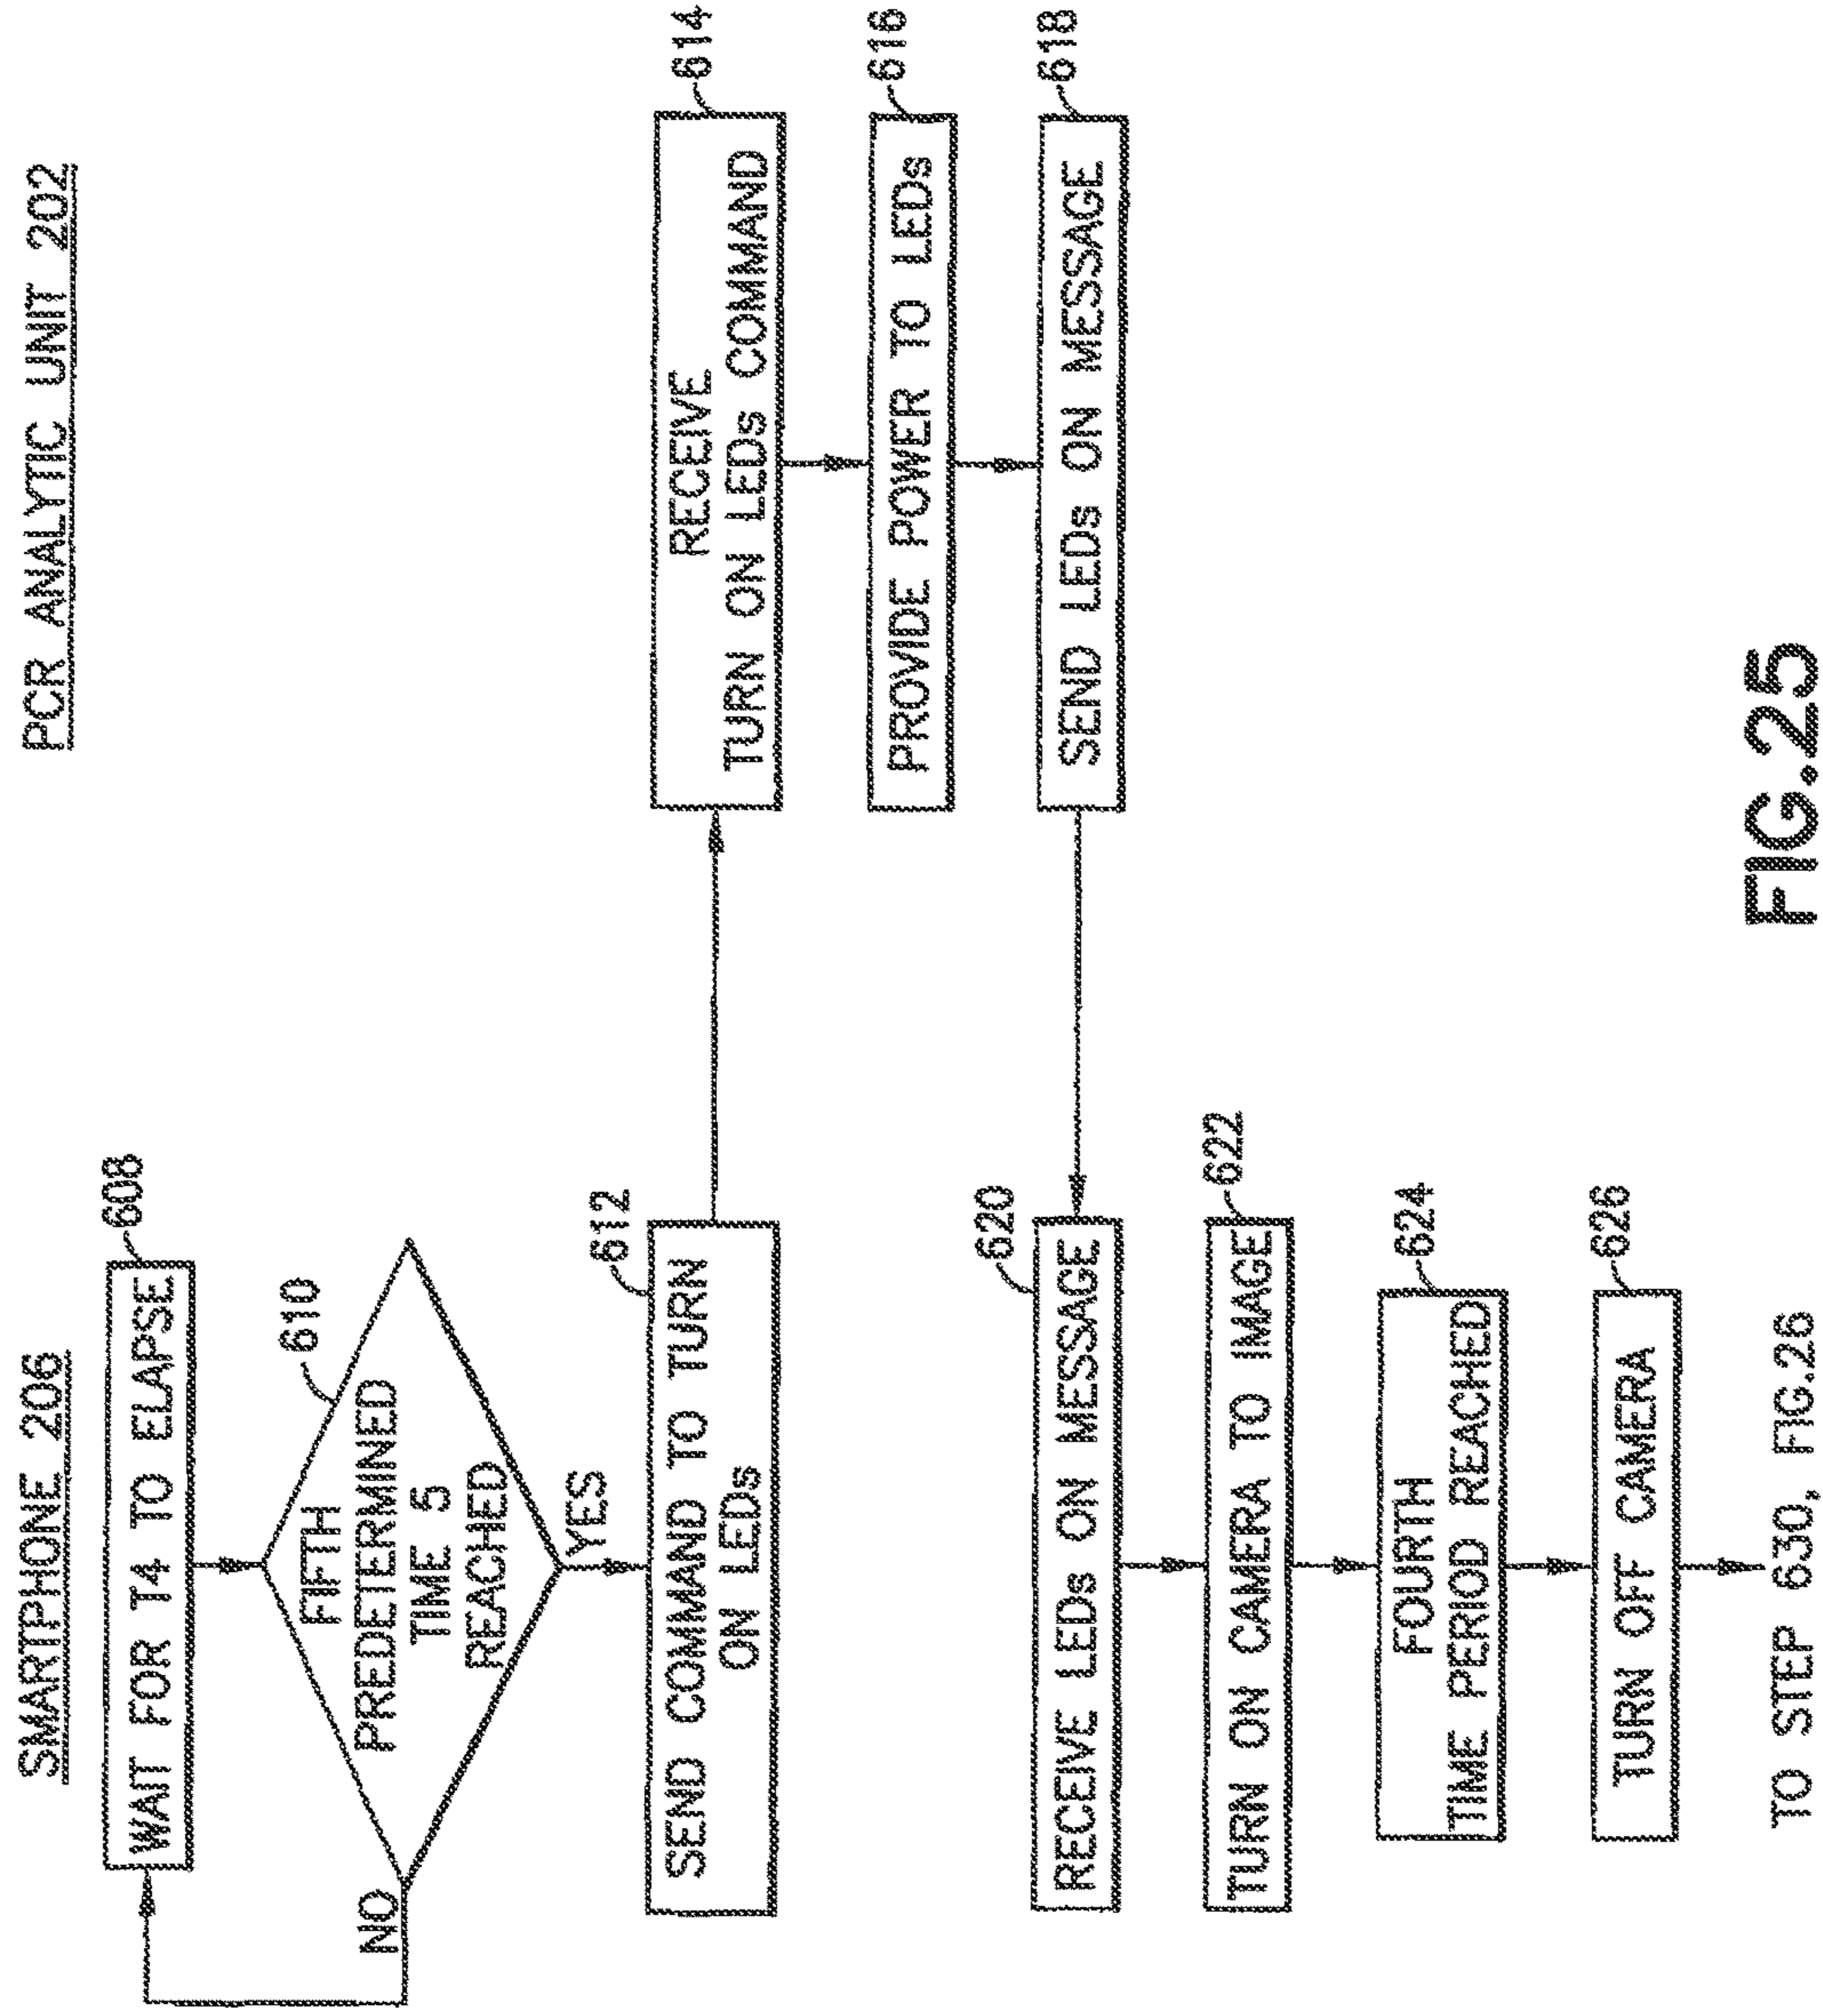 SMARTPHONE 206
PCR ANALYTIC UNIT 202
WAIT FOR T4 TO ELAPSE
608
FIFTH
PREDETERMINED
TIME 5
REACHED
610
NO
YES
SEND COMMAND TO TURN
ON LEDs
612
RECEIVE
TURN ON LEDs COMMAND
614
PROVIDE POWER TO LEDs
616
SEND LEDs ON MESSAGE
618
RECEIVE LEDs ON MESSAGE
620
TURN ON CAMERA TO IMAGE
622
FOURTH
TIME PERIOD REACHED
624
TURN OFF CAMERA
626
TO STEP 630, FIG.26
FIG.25